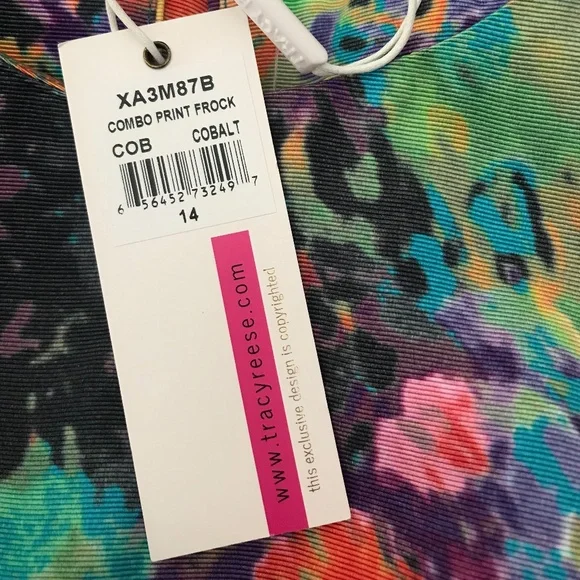 XA3M87B
COMBO PRINT FROCK
COB COBALT
6 56452 73249 7
14
www.tracyreese.com
this exclusive design is copyrighted